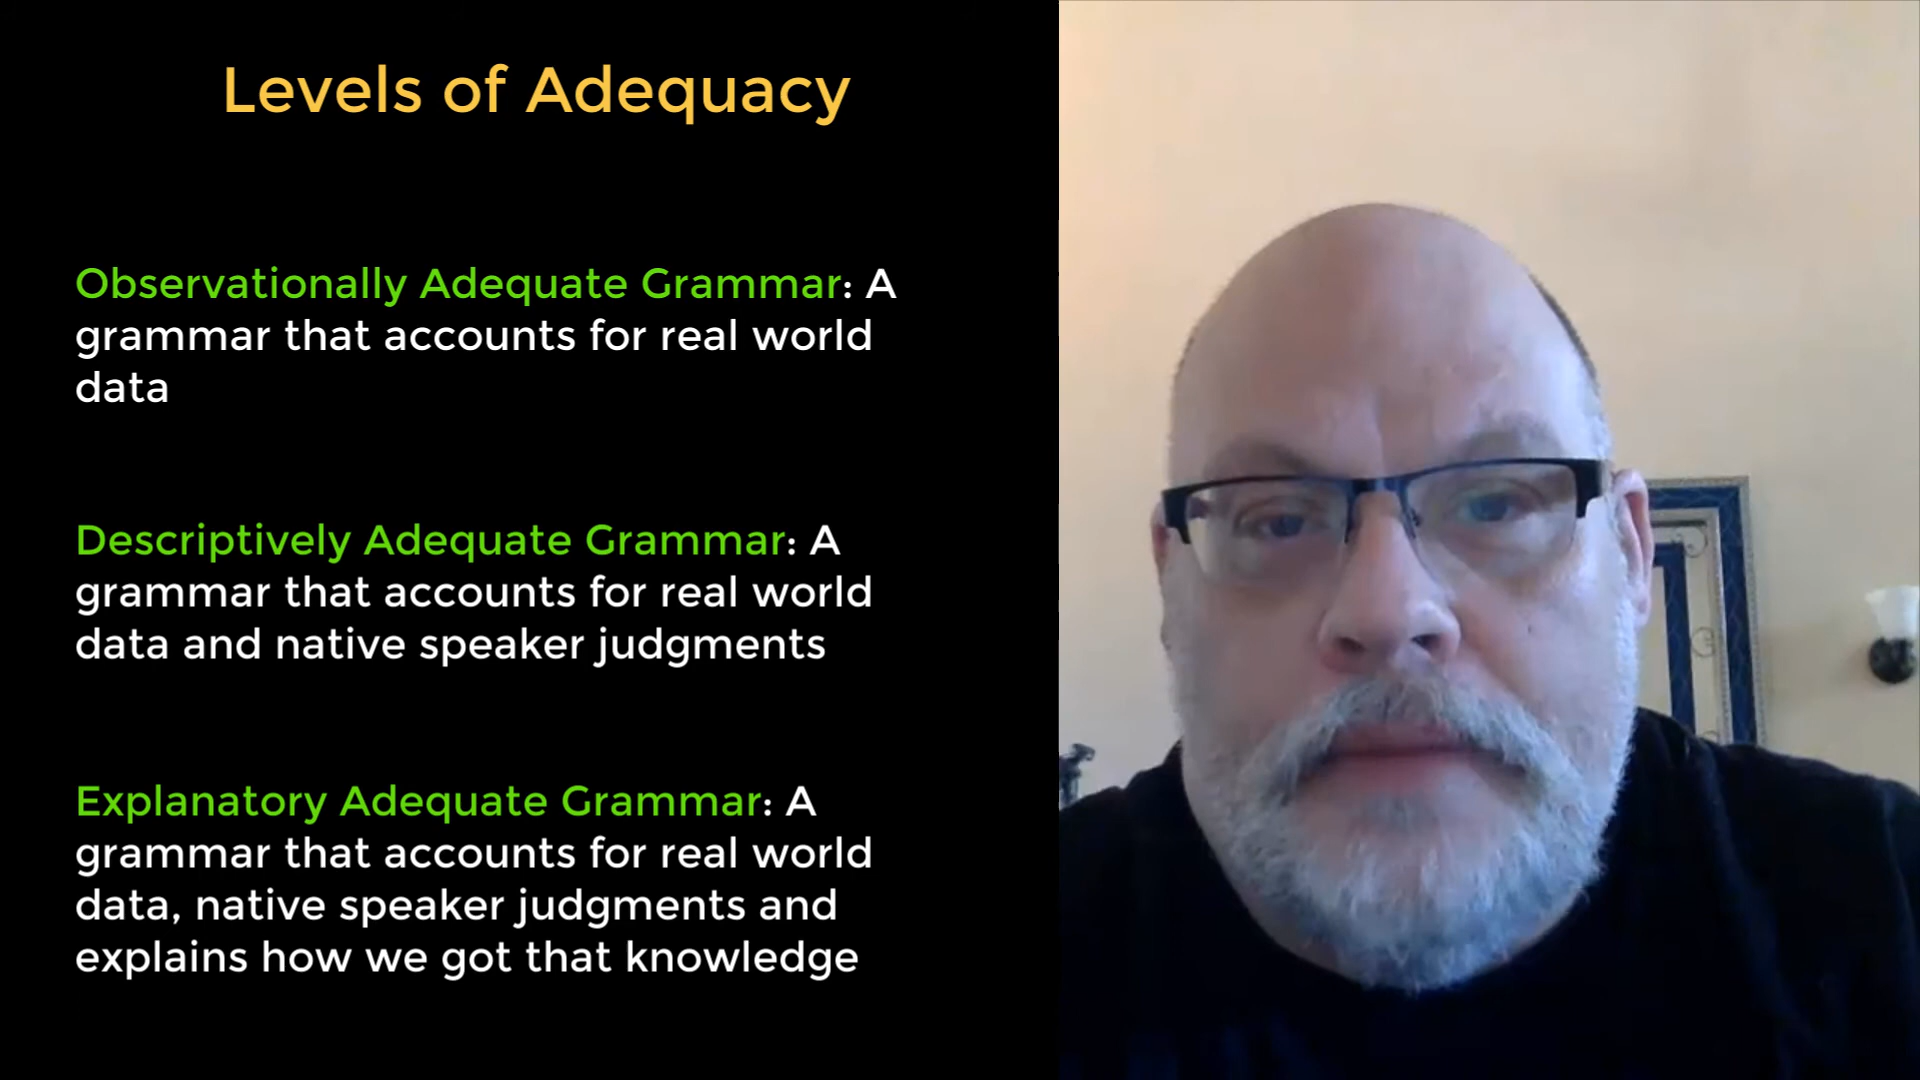 Levels of Adequacy
Observationally Adequate Grammar: A
grammar that accounts for real world
data
Descriptively Adequate Grammar: A
grammar that accounts for real world
data and native speaker judgments
Explanatory Adequate Grammar: A
grammar that accounts for real world
data, native speaker judgments and
explains how we got that knowledge